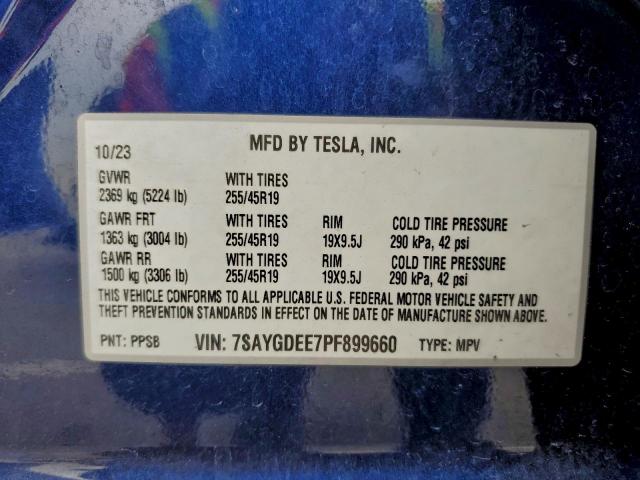 10/23 MFD BY TESLA, INC.
GVWR WITH TIRES
2369 kg (5224 lb) 255/45R19
GAWR FRT WITH TIRES RIM COLD TIRE PRESSURE
1363 kg (3004 lb) 255/45R19 19X9.5J 290 kPa, 42 psi
GAWR RR WITH TIRES RIM COLD TIRE PRESSURE
1500 kg (3306 lb) 255/45R19 19X9.5J 290 kPa, 42 psi
THIS VEHICLE CONFORMS TO ALL APPLICABLE U.S. FEDERAL MOTOR VEHICLE SAFETY AND
THEFT PREVENTION STANDARDS IN EFFECT ON THE DATE OF MANUFACTURE SHOWN ABOVE.
PNT: PPSB VIN: 7SAYGDEE7PF899660 TYPE: MPV